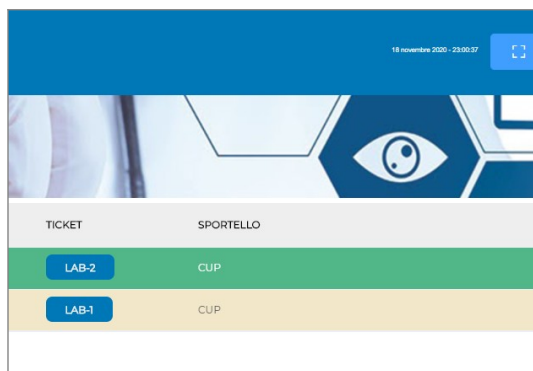 18 novembre 2020 - 23:00:37
TICKET SPORTELLO
LAB-2 CUP
LAB-1 CUP